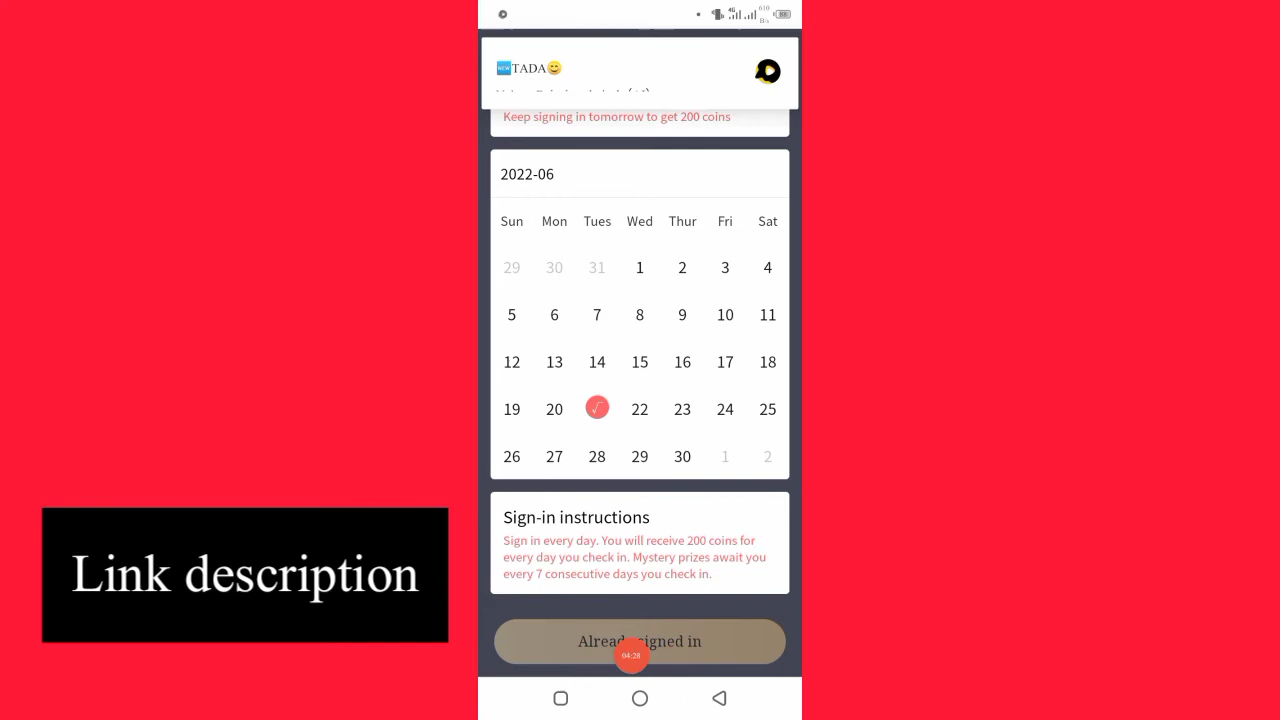 4G 610 B/s
🆕TADA😄
Keep signing in tomorrow to get 200 coins
2022-06
Sun Mon Tues Wed Thur Fri Sat
29 30 31 1 2 3 4
5 6 7 8 9 10 11
12 13 14 15 16 17 18
19 20 √ 22 23 24 25
26 27 28 29 30 1 2
Sign-in instructions
Sign in every day. You will receive 200 coins for
every day you check in. Mystery prizes await you
every 7 consecutive days you check in.
Already signed in
04:28
Link description